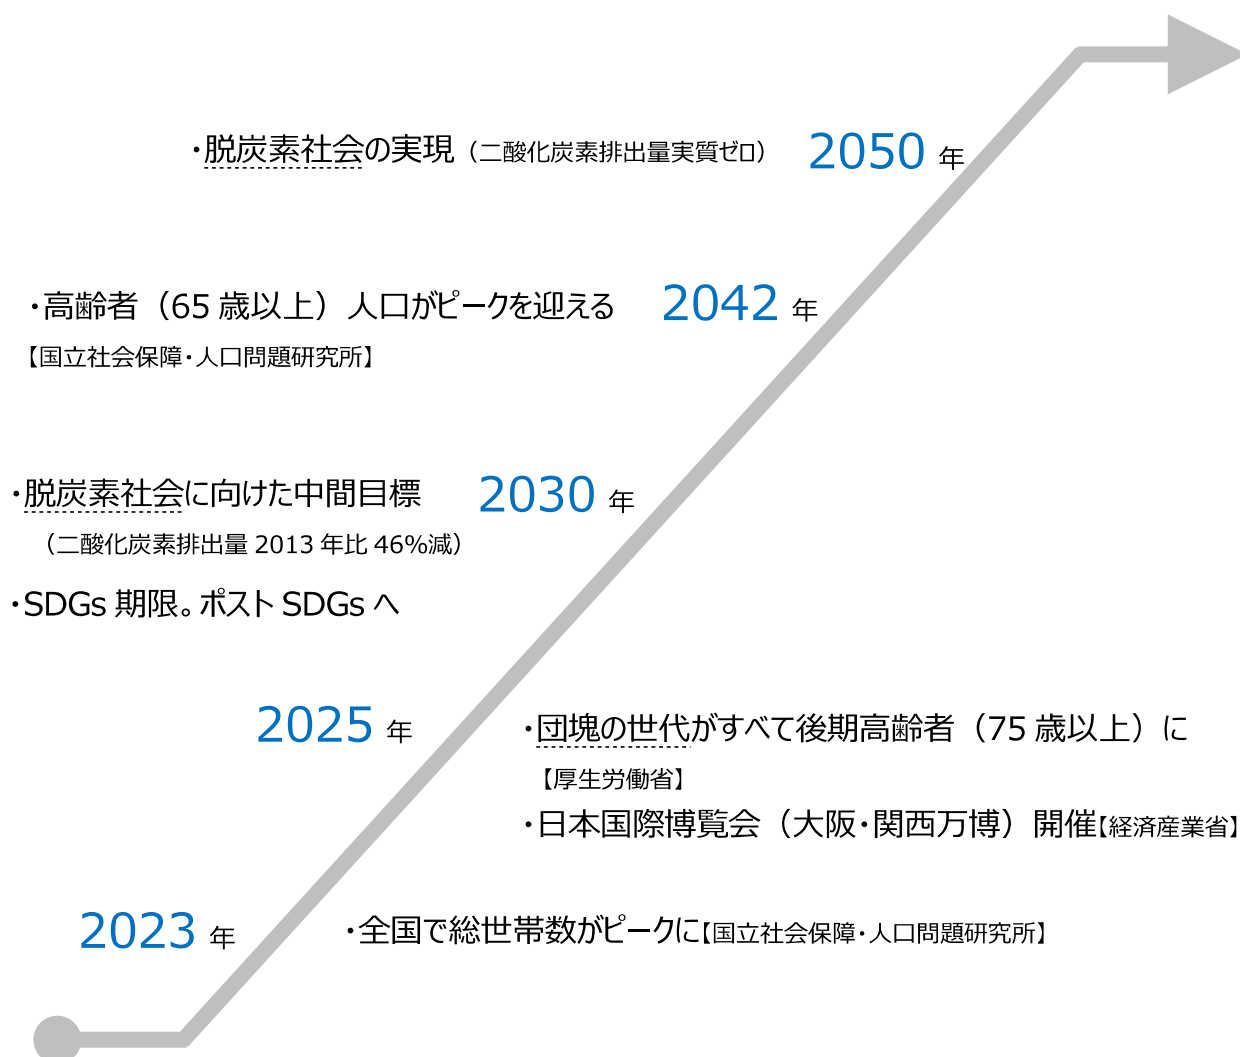 ・脱炭素社会の実現（二酸化炭素排出量実質ゼロ） 2050 年
・高齢者（65 歳以上）人口がピークを迎える 2042 年
【国立社会保障・人口問題研究所】
・脱炭素社会に向けた中間目標 2030 年
（二酸化炭素排出量 2013 年比 46%減）
・SDGs 期限。ポスト SDGs へ
2025 年 ・団塊の世代がすべて後期高齢者（75 歳以上）に
【厚生労働省】
・日本国際博覧会（大阪・関西万博）開催【経済産業省】
2023 年 ・全国で総世帯数がピークに【国立社会保障・人口問題研究所】